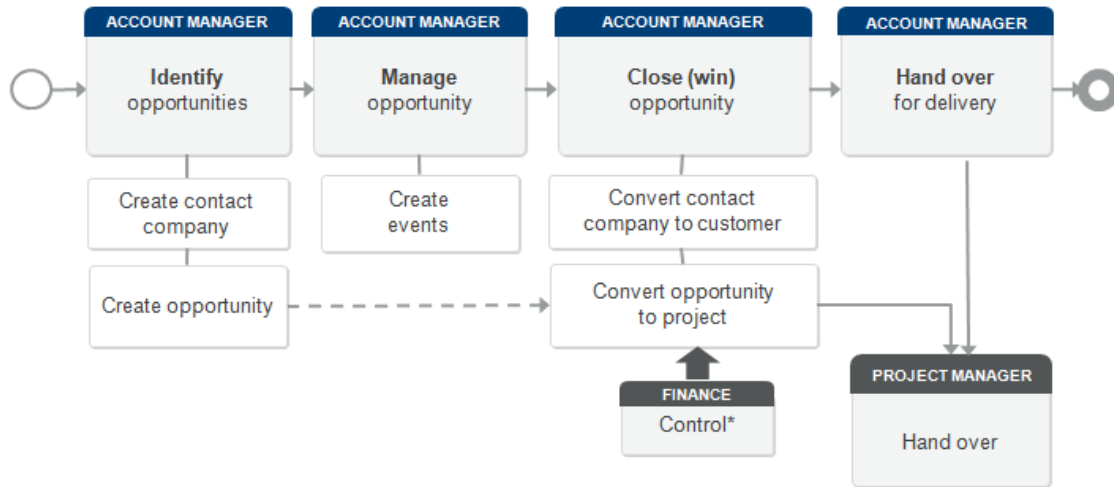 ACCOUNT MANAGER
Identify
opportunities
Create contact
company
Create opportunity
ACCOUNT MANAGER
Manage
opportunity
Create
events
ACCOUNT MANAGER
Close (win)
opportunity
Convert contact
company to customer
Convert opportunity
to project
FINANCE
Control*
ACCOUNT MANAGER
Hand over
for delivery
PROJECT MANAGER
Hand over